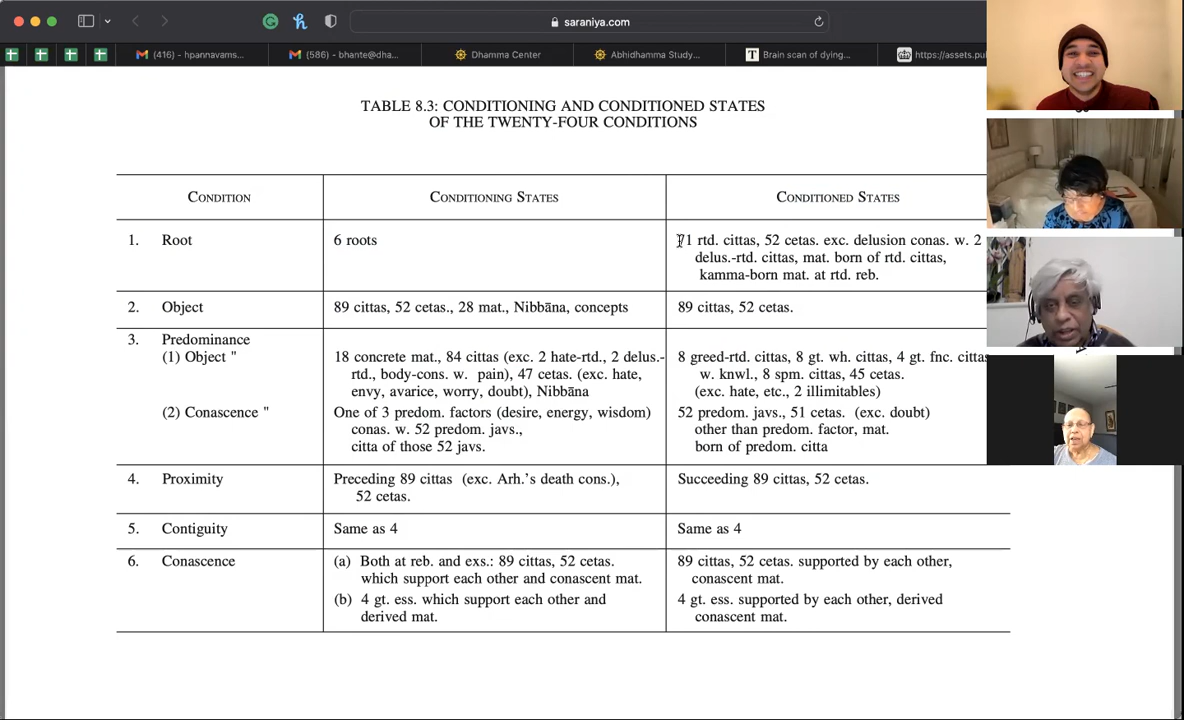 saraniya.com
(416) - hpannavams...
(586) - bhante@dha...
Dhamma Center
Abhidhamma Study...
Brain scan of dying...
https://assets.pu
TABLE 8.3: CONDITIONING AND CONDITIONED STATES
OF THE TWENTY-FOUR CONDITIONS
CONDITION CONDITIONING STATES CONDITIONED STATES
1. Root 6 roots 71 rtd. cittas, 52 cetas. exc. delusion conas. w. 2
delus.-rtd. cittas, mat. born of rtd. cittas,
kamma-born mat. at rtd. reb.
2. Object 89 cittas, 52 cetas., 28 mat., Nibbāna, concepts 89 cittas, 52 cetas.
3. Predominance
(1) Object " 18 concrete mat., 84 cittas (exc. 2 hate-rtd., 2 delus.- 8 greed-rtd. cittas, 8 gt. wh. cittas, 4 gt. fnc. cittas
rtd., body-cons. w. pain), 47 cetas. (exc. hate, w. knwl., 8 spm. cittas, 45 cetas.
envy, avarice, worry, doubt), Nibbāna (exc. hate, etc., 2 illimitables)
(2) Conascence " One of 3 predom. factors (desire, energy, wisdom) 52 predom. javs., 51 cetas. (exc. doubt)
conas. w. 52 predom. javs., other than predom. factor, mat.
citta of those 52 javs. born of predom. citta
4. Proximity Preceding 89 cittas (exc. Arh.'s death cons.), Succeeding 89 cittas, 52 cetas.
52 cetas.
5. Contiguity Same as 4 Same as 4
6. Conascence (a) Both at reb. and exs.: 89 cittas, 52 cetas. 89 cittas, 52 cetas. supported by each other,
which support each other and conascent mat. conascent mat.
(b) 4 gt. ess. which support each other and 4 gt. ess. supported by each other, derived
derived mat. conascent mat.